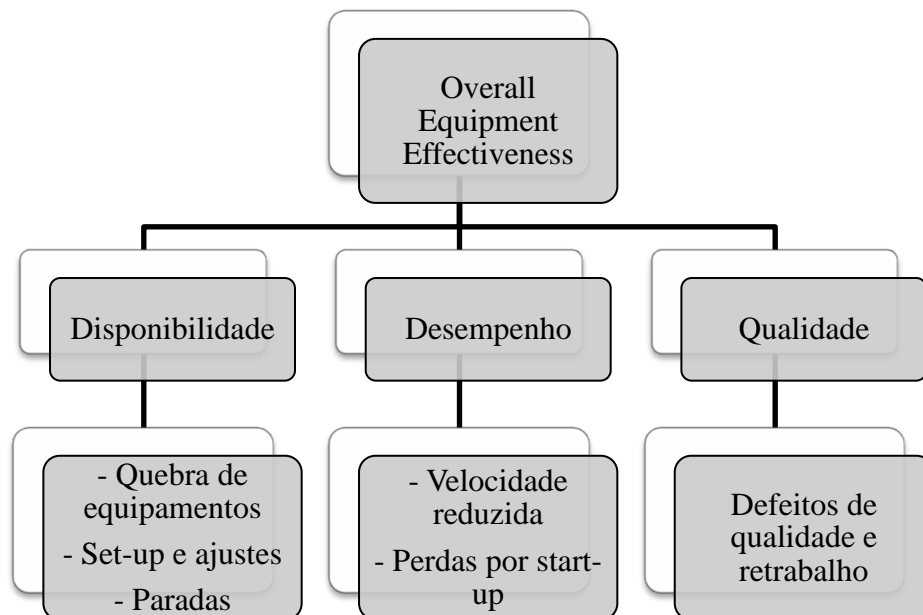 Overall
Equipment
Effectiveness
Disponibilidade
Desempenho
Qualidade
- Quebra de
equipamentos
- Set-up e ajustes
- Paradas
- Velocidade
reduzida
- Perdas por start-
up
Defeitos de
qualidade e
retrabalho